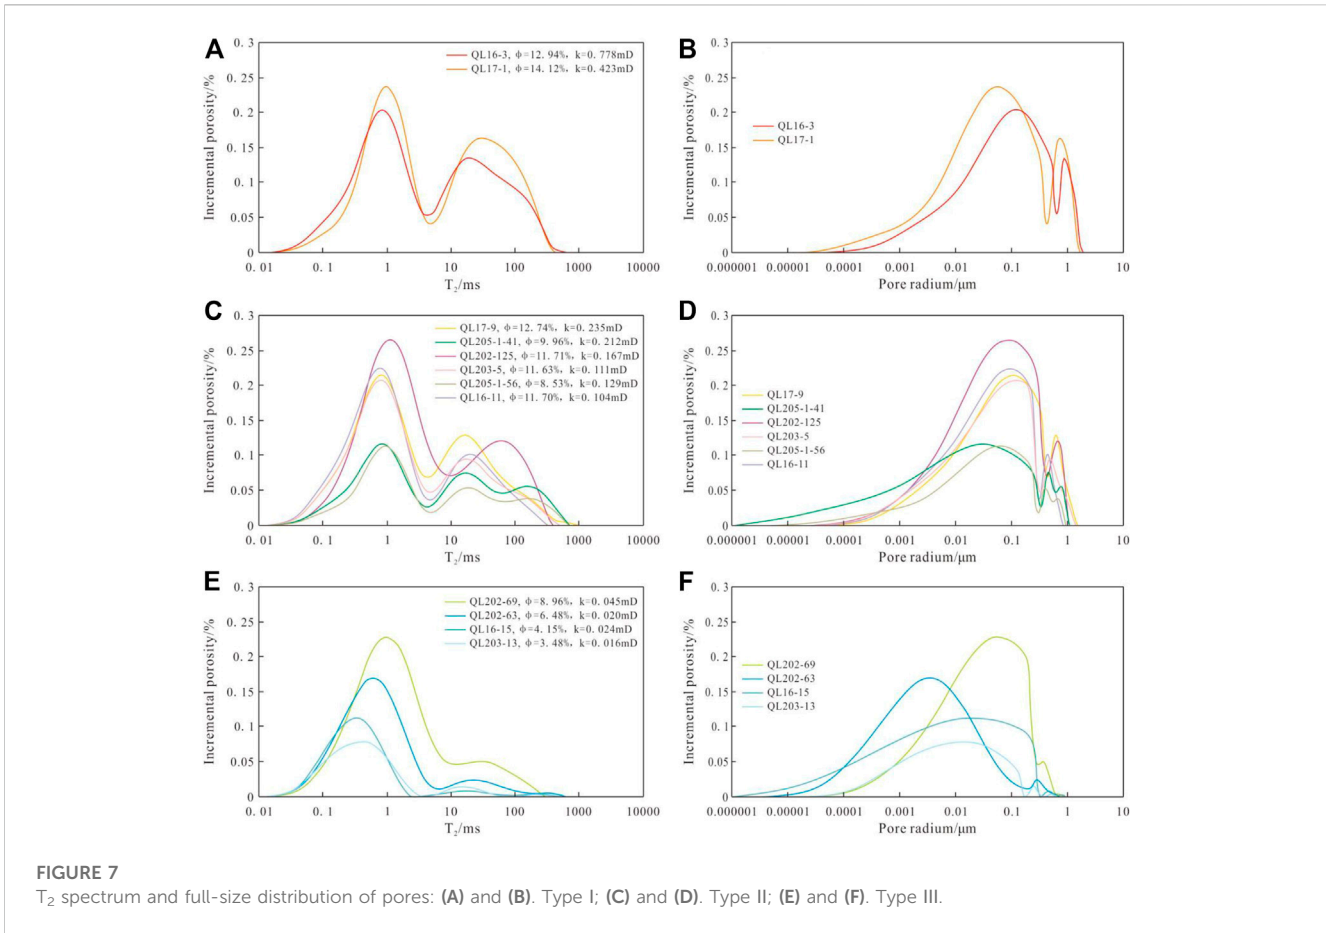 A
0. 3
0. 25
0. 2
0. 15
0. 1
0. 05
0
Incremental porosity/%
QL16-3, φ=12. 94%, k=0. 778mD
QL17-1, φ=14. 12%, k=0. 423mD
0. 01 0. 1 1 10 100 1000 10000
T2/ms
B
0. 3
0. 25
0. 2
0. 15
0. 1
0. 05
0
Incremental porosity/%
QL16-3
QL17-1
0.000001 0.00001 0.0001 0.001 0.01 0.1 1 10
Pore radium/μm
C
0. 3
0. 25
0. 2
0. 15
0. 1
0. 05
0
Incremental porosity/%
QL17-9, φ=12. 74%, k=0. 235mD
QL205-1-41, φ=9. 96%, k=0. 212mD
QL202-125, φ=11. 71%, k=0. 167mD
QL203-5, φ=11. 63%, k=0. 111mD
QL205-1-56, φ=8. 53%, k=0. 129mD
QL16-11, φ=11. 70%, k=0. 104mD
0. 01 0. 1 1 10 100 1000 10000
T2/ms
D
0. 3
0. 25
0. 2
0. 15
0. 1
0. 05
0
Incremental porosity/%
QL17-9
QL205-1-41
QL202-125
QL203-5
QL205-1-56
QL16-11
0.000001 0.00001 0.0001 0.001 0.01 0.1 1 10
Pore radium/μm
E
0. 3
0. 25
0. 2
0. 15
0. 1
0. 05
0
Incremental porosity/%
QL202-69, φ=8. 96%, k=0. 045mD
QL202-63, φ=6. 48%, k=0. 020mD
QL16-15, φ=4. 15%, k=0. 024mD
QL203-13, φ=3. 48%, k=0. 016mD
0. 01 0. 1 1 10 100 1000 10000
T2/ms
F
0. 3
0. 25
0. 2
0. 15
0. 1
0. 05
0
Incremental porosity/%
QL202-69
QL202-63
QL16-15
QL203-13
0.000001 0.00001 0.0001 0.001 0.01 0.1 1 10
Pore radium/μm
FIGURE 7
T2 spectrum and full-size distribution of pores: (A) and (B). Type I; (C) and (D). Type II; (E) and (F). Type III.